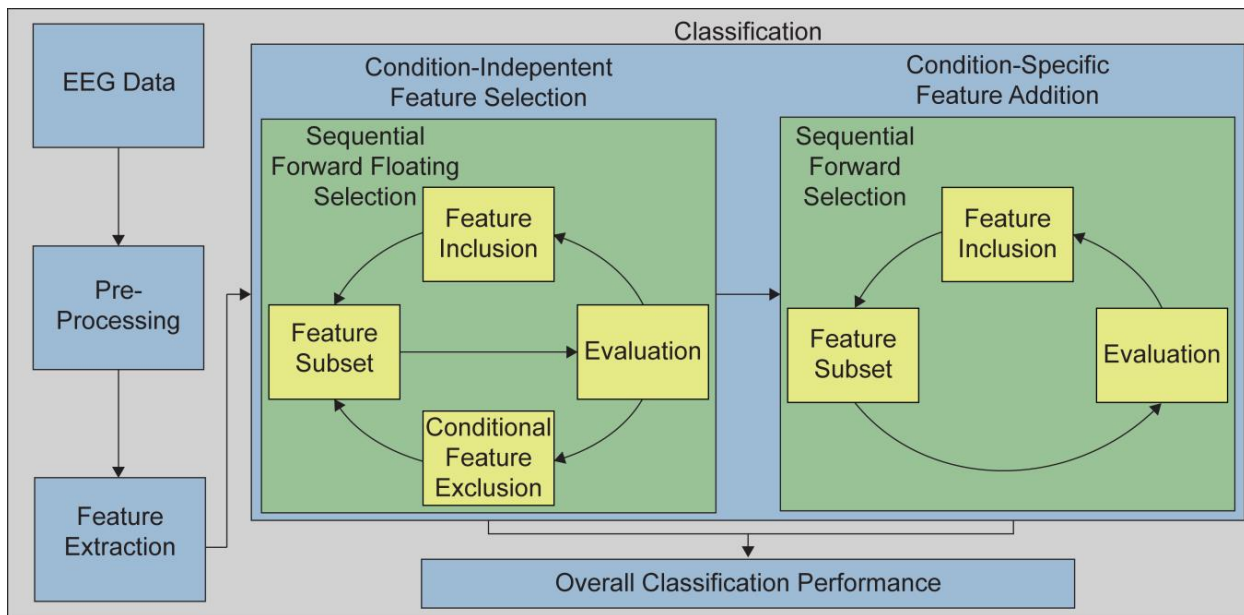 EEG Data
Pre-
Processing
Feature
Extraction
Classification
Condition-Indepentent
Feature Selection
Sequential
Forward Floating
Selection
Feature
Inclusion
Feature
Subset
Evaluation
Conditional
Feature
Exclusion
Condition-Specific
Feature Addition
Sequential
Forward
Selection
Feature
Inclusion
Feature
Subset
Evaluation
Overall Classification Performance